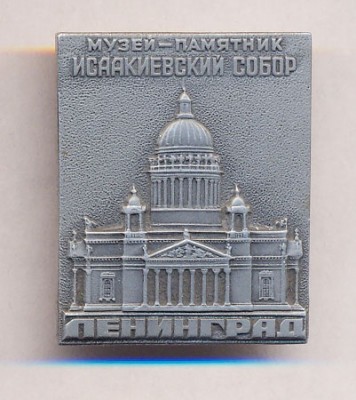 МУЗЕЙ–ПАМЯТНИК
ИСААКИЕВСКИЙ СОБОР
ЛЕНИНГРАД